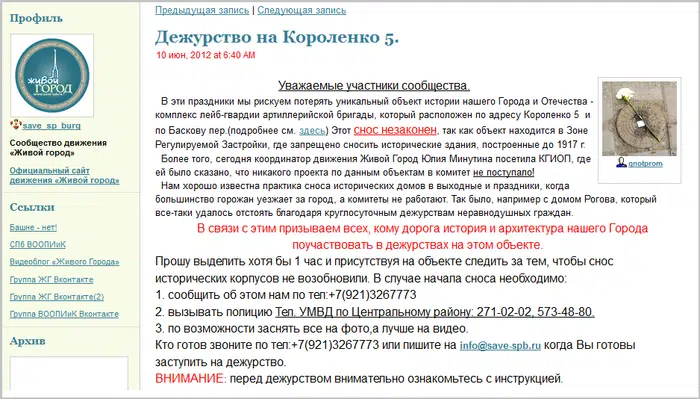 Профиль
живой
ГОРОД
save_sp_burg
Сообщество движения
«Живой город»
Официальный сайт
движения «Живой город»
Ссылки
Башне - нет!
СПб ВООПИиК
Видеоблог «Живого Города»
Группа ЖГ Вконтакте
Группа ЖГ Вконтакте(2)
Группа ВООПИиК Вконтакте
Архив
Предыдущая запись | Следующая запись
Дежурство на Короленко 5.
10 июн, 2012 at 6:40 AM
Уважаемые участники сообщества.
В эти праздники мы рискуем потерять уникальный объект истории нашего Города и Отечества -
комплекс лей6-гвардии артиллерийской бригады, который расположен по адресу Короленко 5 и
по Баскову пер.(подробнее см. здесь) Этот снос незаконен, так как объект находится в Зоне
Регулируемой Застройки, где запрещено сносить исторические здания, построенные до 1917 г.
Более того, сегодня координатор движения Живой Город Юлия Минутина посетила КГИОП, где
ей было сказано, что никакого проекта по данным объектам в комитет не поступало!
Нам хорошо известна практика сноса исторических домов в выходные и праздники, когда
большинство горожан уезжает за город, а комитеты не работают. Так было, например с домом Рогова, который
все-таки удалось отстоять благодаря круглосуточным дежурствам неравнодушных граждан.
В связи с этим призываем всех, кому дорога история и архитектура нашего Города
поучаствовать в дежурствах на этом объекте.
Прошу выделить хотя бы 1 час и присутствуя на объекте следить за тем, чтобы снос
исторических корпусов не возобновили. В случае начала сноса необходимо:
1. сообщить об этом нам по тел:+7(921)3267773
2. вызывать полицию Тел. УМВД по Центральному району: 271-02-02, 573-48-80.
3. по возможности заснять все на фото,а лучше на видео.
Кто готов звоните по тел:+7(921)3267773 или пишите на info@save-spb.ru когда Вы готовы
заступить на дежурство.
ВНИМАНИЕ: перед дежурством внимательно ознакомьтесь с инструкцией.
gnotprom